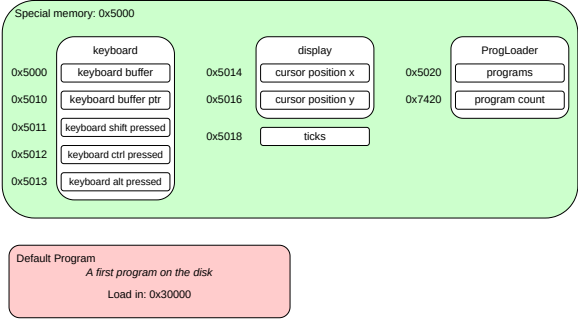 Special memory: 0x5000
keyboard
0x5000 keyboard buffer
0x5010 keyboard buffer ptr
0x5011 keyboard shift pressed
0x5012 keyboard ctrl pressed
0x5013 keyboard alt pressed
display
0x5014 cursor position x
0x5016 cursor position y
0x5018 ticks
ProgLoader
0x5020 programs
0x7420 program count
Default Program
A first program on the disk
Load in: 0x30000